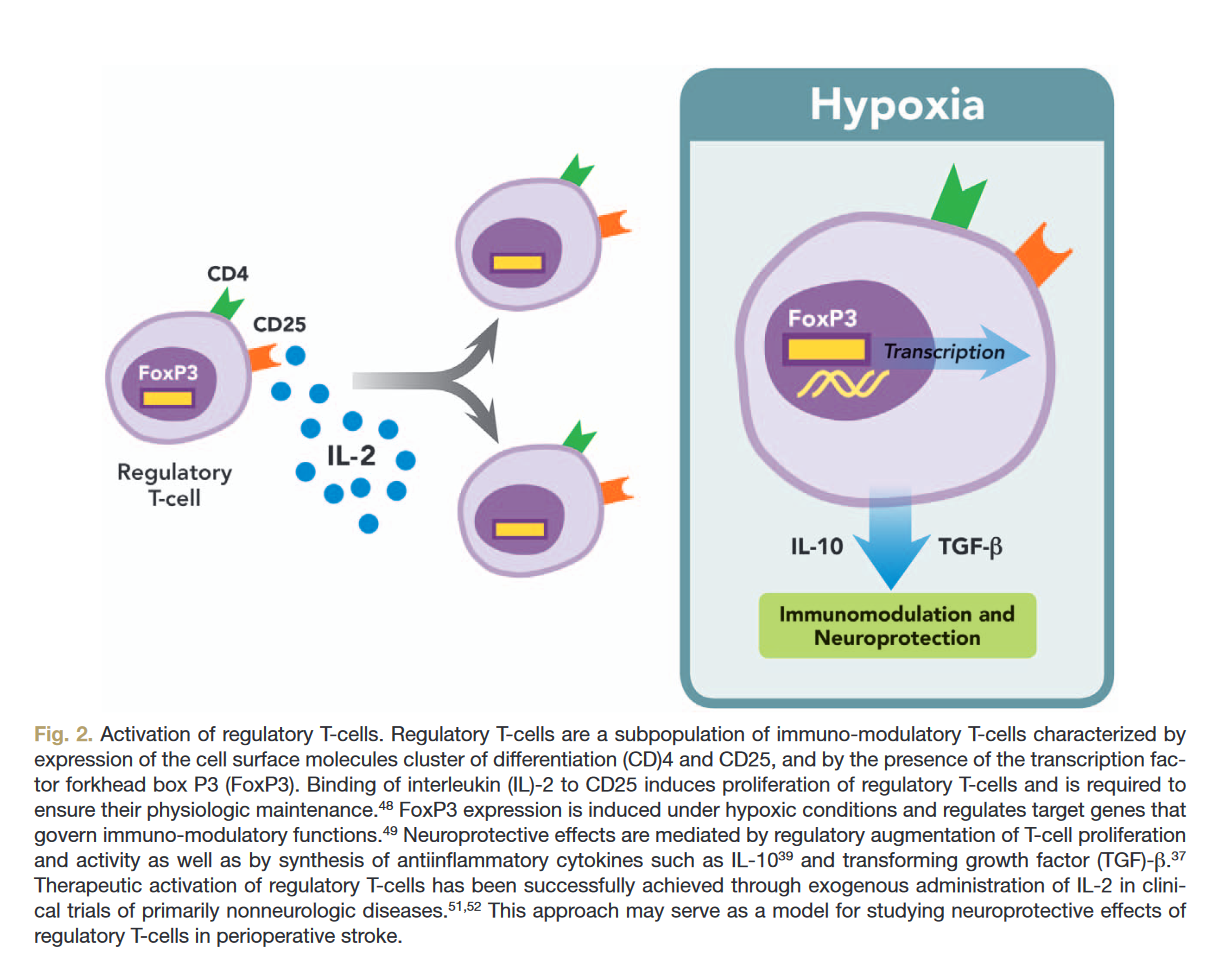 Hypoxia
CD4
CD25
FoxP3
IL-2
Regulatory
T-cell
FoxP3
Transcription
IL-10
TGF-β
Immunomodulation and
Neuroprotection
Fig. 2. Activation of regulatory T-cells. Regulatory T-cells are a subpopulation of immuno-modulatory T-cells characterized by
expression of the cell surface molecules cluster of differentiation (CD)4 and CD25, and by the presence of the transcription fac-
tor forkhead box P3 (FoxP3). Binding of interleukin (IL)-2 to CD25 induces proliferation of regulatory T-cells and is required to
ensure their physiologic maintenance.48 FoxP3 expression is induced under hypoxic conditions and regulates target genes that
govern immuno-modulatory functions.49 Neuroprotective effects are mediated by regulatory augmentation of T-cell proliferation
and activity as well as by synthesis of antiinflammatory cytokines such as IL-1039 and transforming growth factor (TGF)-β.37
Therapeutic activation of regulatory T-cells has been successfully achieved through exogenous administration of IL-2 in clini-
cal trials of primarily nonneurologic diseases.51,52 This approach may serve as a model for studying neuroprotective effects of
regulatory T-cells in perioperative stroke.